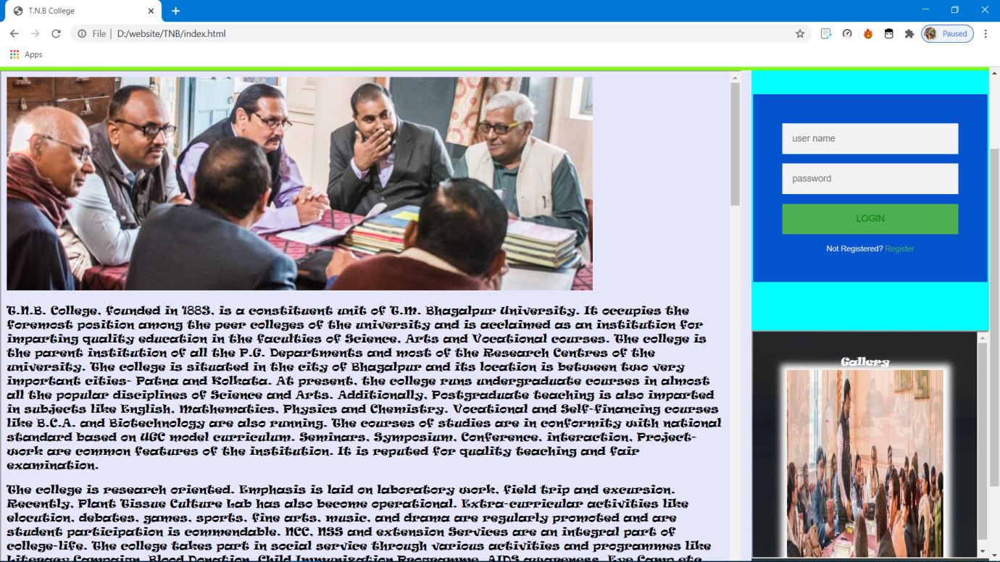 T.N.B College
File | D:/website/TNB/index.html
Paused
Apps
T.N.B. College, founded in 1883, is a constituent unit of T.M. Bhagalpur University. It occupies the
foremost position among the peer colleges of the university and is acclaimed as an institution for
imparting quality education in the faculties of Science, Arts and Vocational courses. The college is
the parent institution of all the P.G. Departments and most of the Research Centres of the
university. The college is situated in the city of Bhagalpur and its location is between two very
important cities- Patna and Kolkata. At present, the college runs undergraduate courses in almost
all the popular disciplines of Science and Arts. Additionally, Postgraduate teaching is also imparted
in subjects like English, Mathematics, Physics and Chemistry. Vocational and Self-financing courses
like B.C.A. and Biotechnology are also running. The courses of studies are in conformity with national
standard based on UGC model curriculum. Seminars, Symposium, Conference, interaction, Project-
work are common features of the institution. It is reputed for quality teaching and fair
examination.
The college is research oriented. Emphasis is laid on laboratory work, field trip and excursion.
Recently, Plant Tissue Culture Lab has also become operational. Extra-curricular activities like
elocution, debates, games, sports, fine arts, music, and drama are regularly promoted and are
student participation is commendable. NCC, NSS and extension Services are an integral part of
college-life. The college takes part in social service through various activities and programmes like
Literacy Campaign, Blood Donation, Child Immunization Programme, AIDS awareness, Eye Camp etc.
user name
password
LOGIN
Not Registered? Register
Gallery